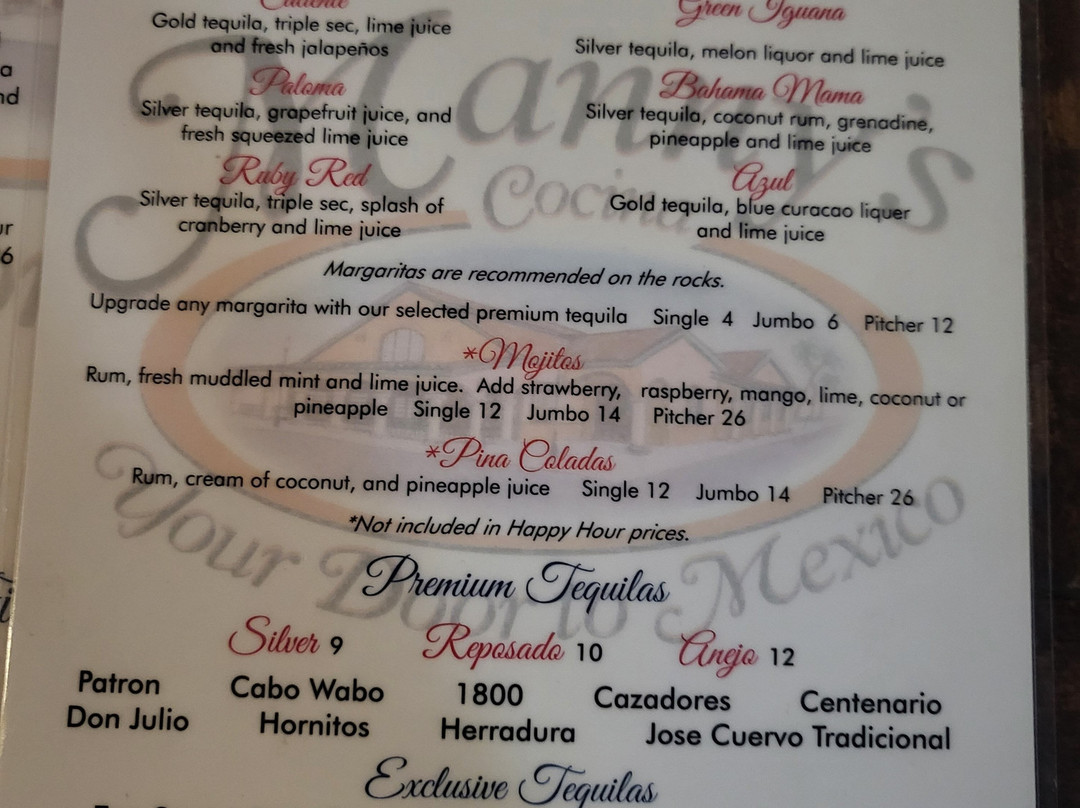 Caliente
Gold tequila, triple sec, lime juice
and fresh jalapeños
Paloma
Silver tequila, grapefruit juice, and
fresh squeezed lime juice
Ruby Red
Silver tequila, triple sec, splash of
cranberry and lime juice
Green Iguana
Silver tequila, melon liquor and lime juice
Bahama Mama
Silver tequila, coconut rum, grenadine,
pineapple and lime juice
Azul
Gold tequila, blue curacao liquer
and lime juice
Manny's
Cocina
Margaritas are recommended on the rocks.
Upgrade any margarita with our selected premium tequila Single 4 Jumbo 6 Pitcher 12
*Mojitos
Rum, fresh muddled mint and lime juice. Add strawberry, raspberry, mango, lime, coconut or
pineapple Single 12 Jumbo 14 Pitcher 26
*Pina Coladas
Rum, cream of coconut, and pineapple juice Single 12 Jumbo 14 Pitcher 26
*Not included in Happy Hour prices.
Your Door to Mexico
Premium Tequilas
Silver 9 Reposado 10 Anejo 12
Patron Cabo Wabo 1800 Cazadores Centenario
Don Julio Hornitos Herradura Jose Cuervo Tradicional
Exclusive Tequilas